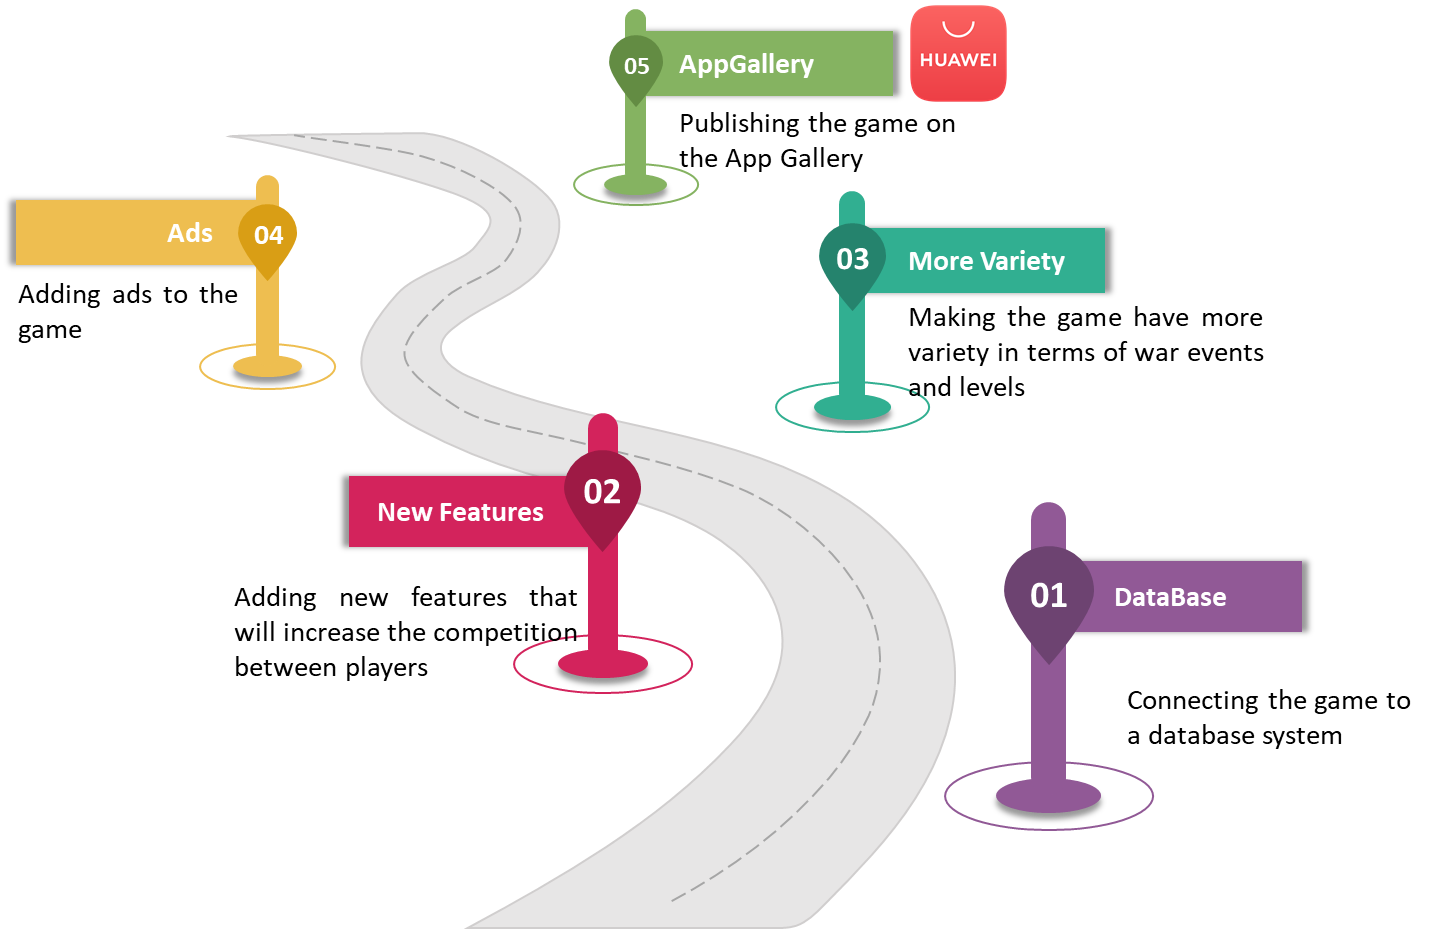 05
AppGallery
HUAWEI
Publishing the game on
the App Gallery
04
Ads
Adding ads to the
game
03
More Variety
Making the game have more
variety in terms of war events
and levels
02
New Features
Adding new features that
will increase the competition
between players
01
DataBase
Connecting the game to
a database system